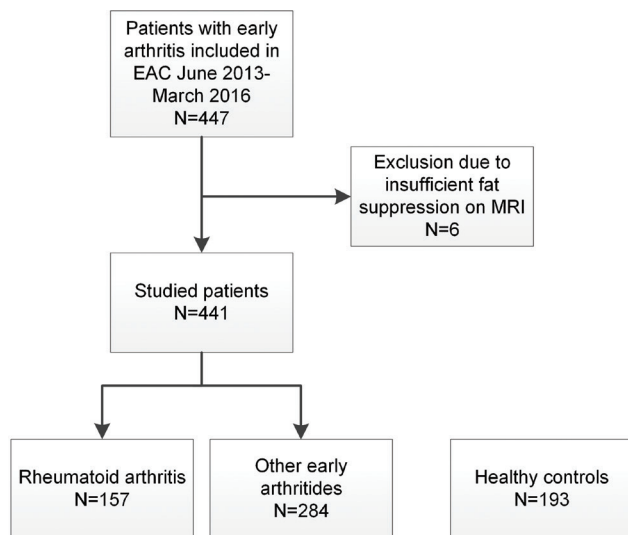 Patients with early
arthritis included in
EAC June 2013-
March 2016
N=447
Exclusion due to
insufficient fat
suppression on MRI
N=6
Studied patients
N=441
Rheumatoid arthritis
N=157
Other early
arthritides
N=284
Healthy controls
N=193